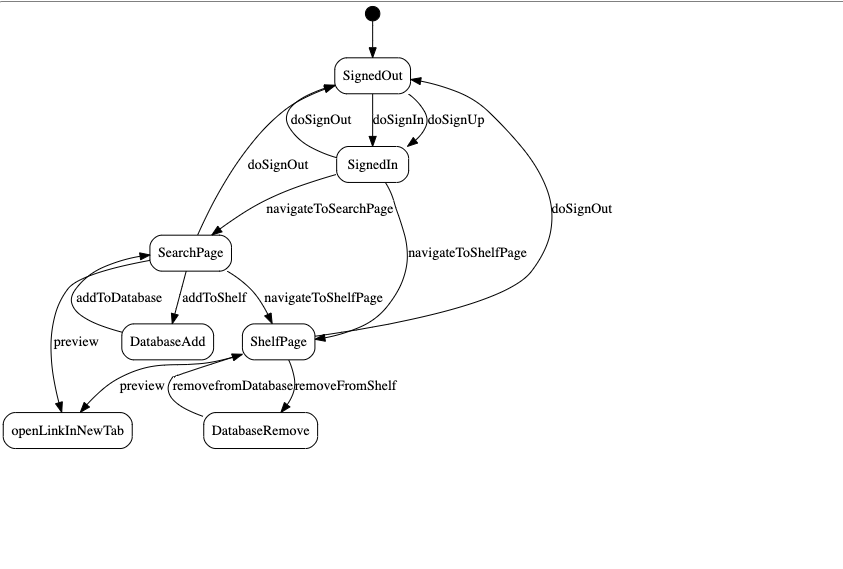 SignedOut
doSignOut
doSignIn
doSignUp
doSignOut
SignedIn
navigateToSearchPage
doSignOut
SearchPage
navigateToShelfPage
addToDatabase
addToShelf
navigateToShelfPage
preview
DatabaseAdd
ShelfPage
preview
removefromDatabase
removeFromShelf
openLinkInNewTab
DatabaseRemove